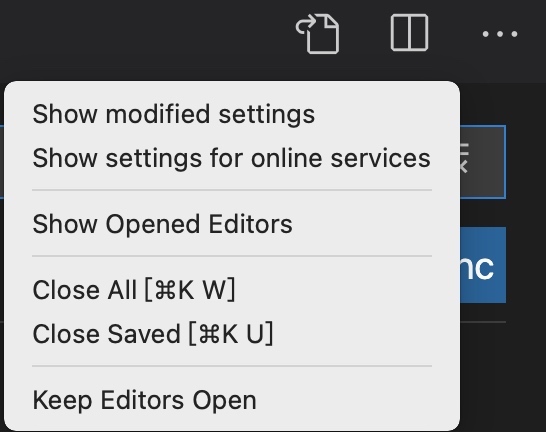 Show modified settings
Show settings for online services
Show Opened Editors
Close All [⌘K W]
nc
Close Saved [⌘K U]
Keep Editors Open